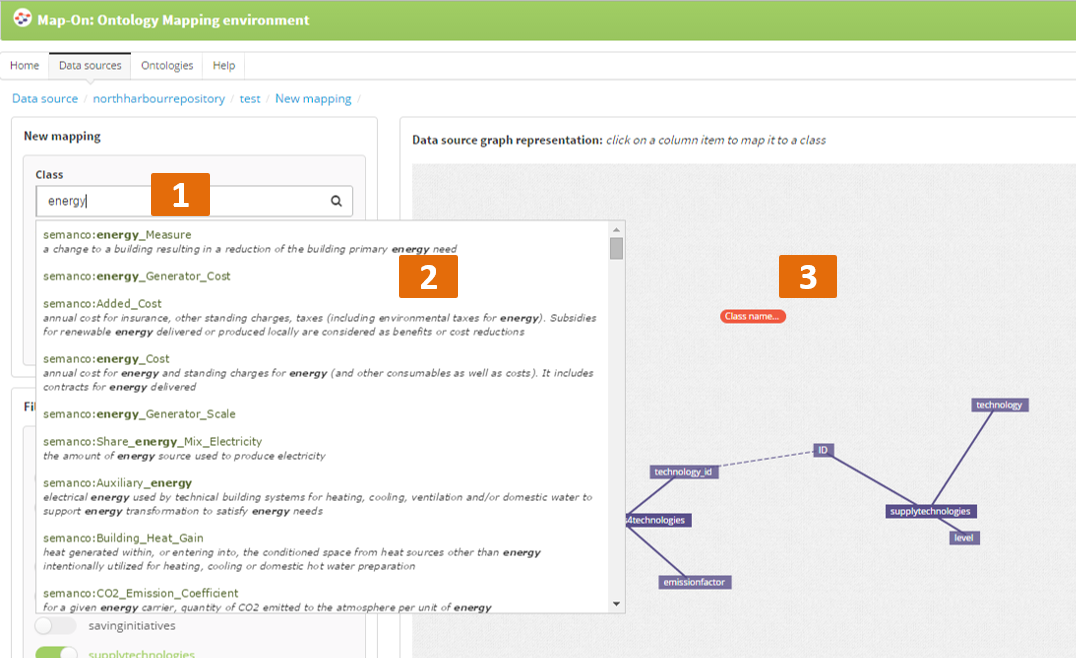 Map-On: Ontology Mapping environment
Home
Data sources
Ontologies
Help
Data source / northharbourrepository / test / New mapping /
New mapping
Class
energy
1
semanco:energy_Measure
a change to a building resulting in a reduction of the building primary energy need
semanco:energy_Generator_Cost
2
semanco:Added_Cost
annual cost for insurance, other standing charges, taxes (including environmental taxes for energy). Subsidies
for renewable energy delivered or produced locally are considered as benefits or cost reductions
semanco:energy_Cost
annual cost for energy and standing charges for energy (and other consumables as well as costs). It includes
contracts for energy delivered
semanco:energy_Generator_Scale
semanco:Share_energy_Mix_Electricity
the amount of energy source used to produce electricity
semanco:Auxiliary_energy
electrical energy used by technical building systems for heating, cooling, ventilation and/or domestic water to
support energy transformation to satisfy energy needs
semanco:Building_Heat_Gain
heat generated within, or entering into, the conditioned space from heat sources other than energy
intentionally utilized for heating, cooling or domestic hot water preparation
semanco:CO2_Emission_Coefficient
for a given energy carrier, quantity of CO2 emitted to the atmosphere per unit of energy
Fil
savinginitiatives
supplytechnologies
Data source graph representation: click on a column item to map it to a class
3
Class name...
technology
ID
technology_id
supplytechnologies
s4technologies
level
emissionfactor